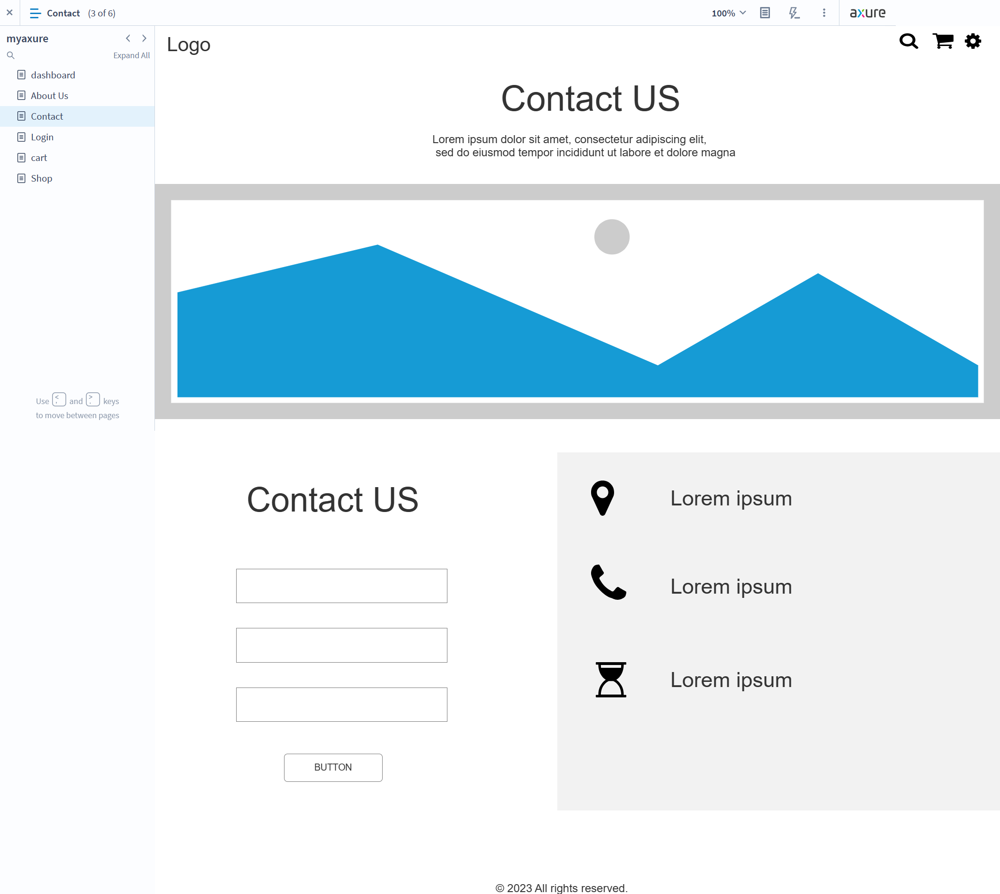 Contact (3 of 6)
100%
axure
myaxure
Expand All
dashboard
About Us
Contact
Login
cart
Shop
Use < , and > . keys
to move between pages
Logo
Contact US
Lorem ipsum dolor sit amet, consectetur adipiscing elit,
sed do eiusmod tempor incididunt ut labore et dolore magna
Contact US
BUTTON
Lorem ipsum
Lorem ipsum
Lorem ipsum
© 2023 All rights reserved.